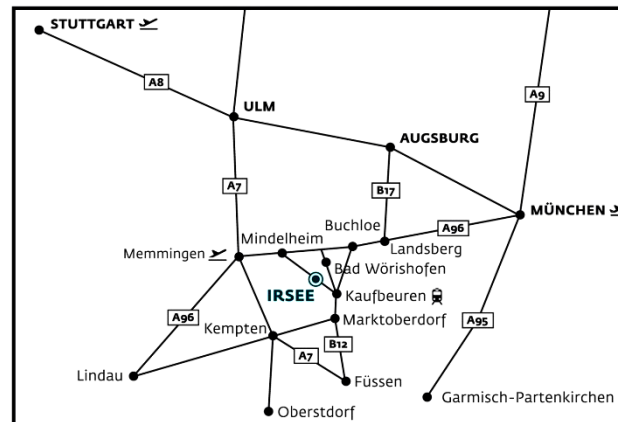 STUTTGART
A8
A9
ULM
AUGSBURG
A7
B17
MÜNCHEN
Buchloe
A96
Mindelheim
Landsberg
Memmingen
Bad Wörishofen
IRSEE
Kaufbeuren
A96
Marktoberdorf
A95
Kempten
B12
A7
Lindau
Füssen
Garmisch-Partenkirchen
Oberstdorf